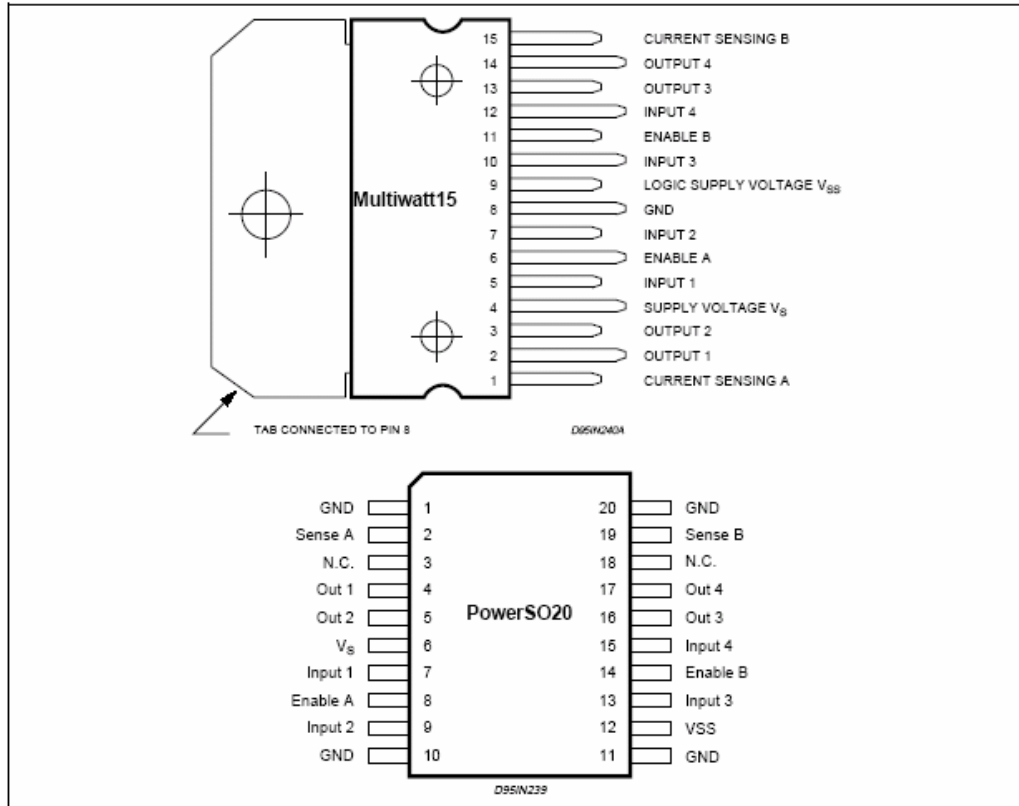 15 CURRENT SENSING B
14 OUTPUT 4
13 OUTPUT 3
12 INPUT 4
11 ENABLE B
10 INPUT 3
9 LOGIC SUPPLY VOLTAGE VSS
Multiwatt15
8 GND
7 INPUT 2
6 ENABLE A
5 INPUT 1
4 SUPPLY VOLTAGE VS
3 OUTPUT 2
2 OUTPUT 1
1 CURRENT SENSING A
TAB CONNECTED TO PIN 8
D95IN240A
GND 1 20 GND
Sense A 2 19 Sense B
N.C. 3 18 N.C.
Out 1 4 17 Out 4
Out 2 5 PowerSO20 16 Out 3
VS 6 15 Input 4
Input 1 7 14 Enable B
Enable A 8 13 Input 3
Input 2 9 12 VSS
GND 10 11 GND
D95IN239